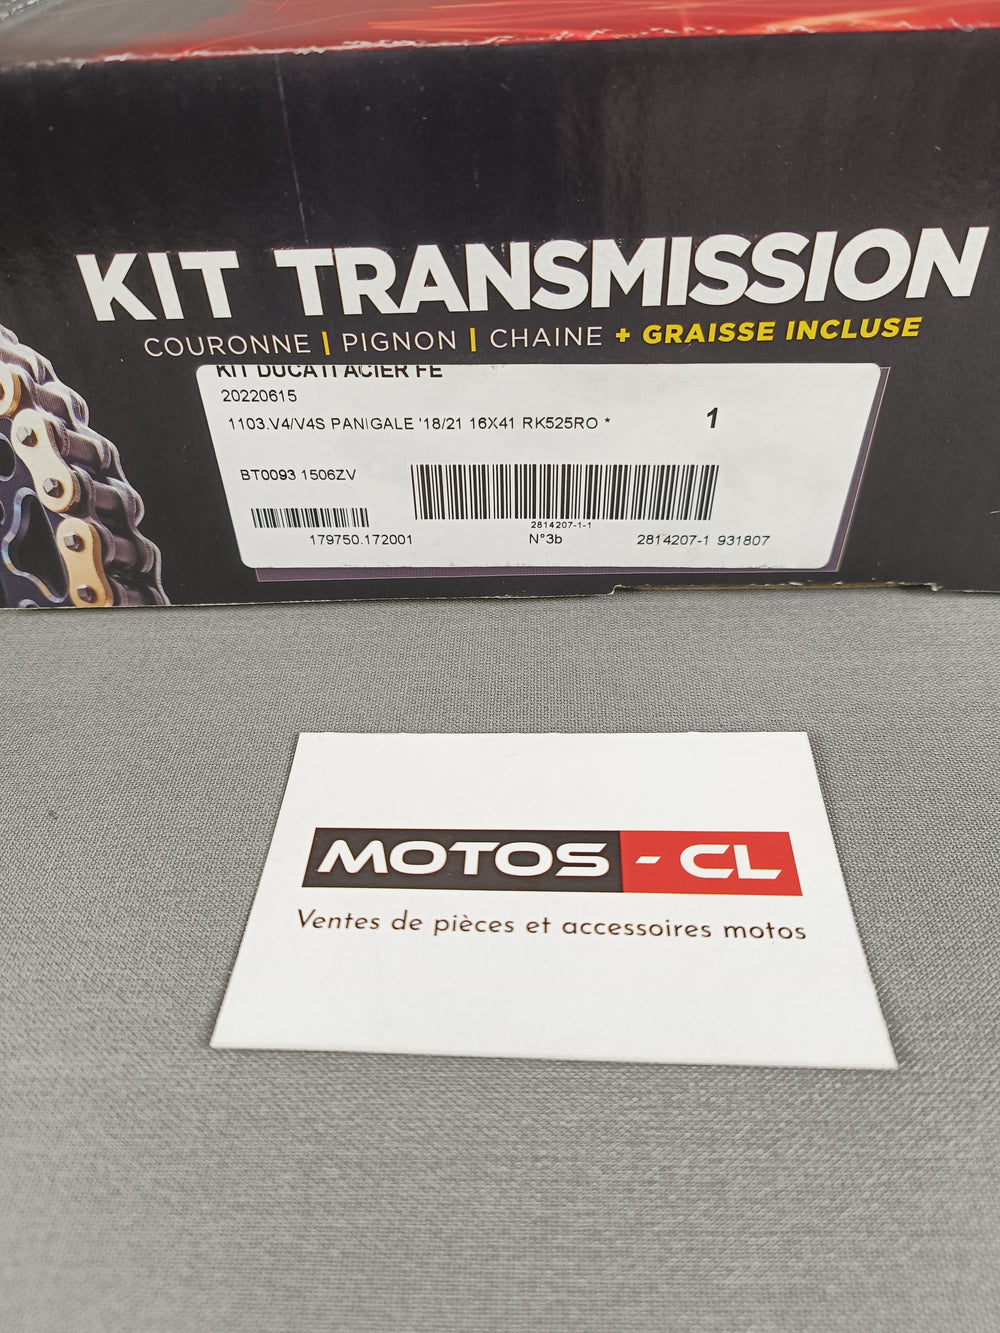 KIT TRANSMISSION
COURONNE | PIGNON | CHAINE + GRAISSE INCLUSE
KIT DUCATI ACIER FE
20220615
1103.V4/V4S PANIGALE '18/21 16X41 RK525RO *
1
BT0093 1506ZV
2814207-1-1
179750.172001
N°3b
2814207-1 931807
MOTOS - CL
Ventes de pièces et accessoires motos